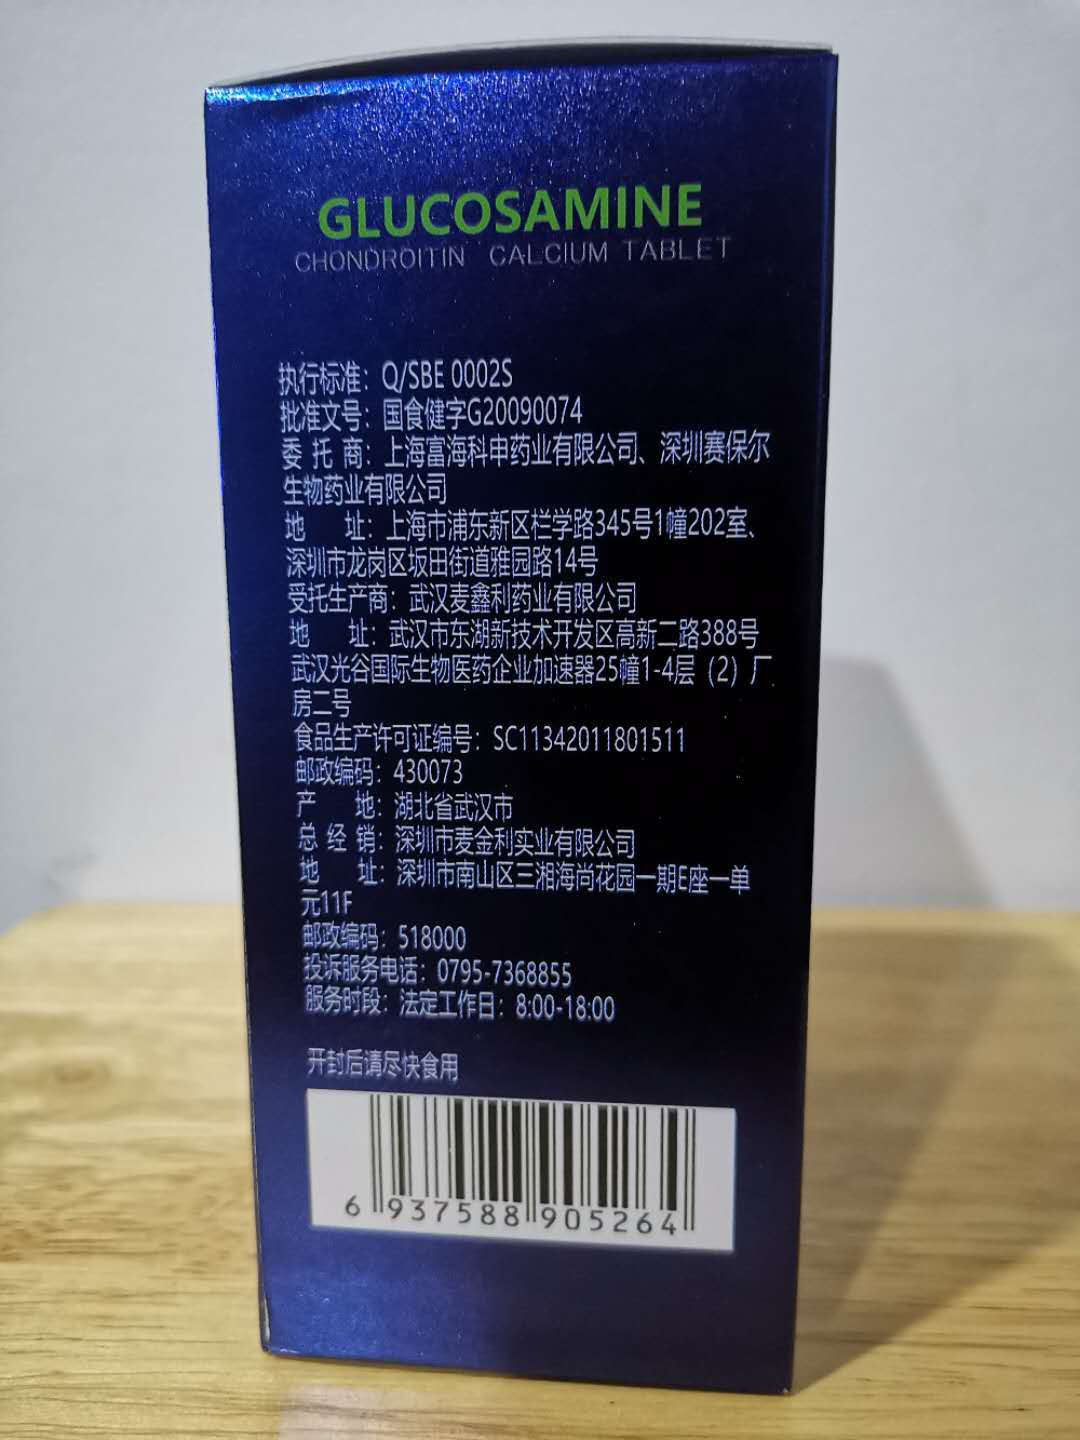 GLUCOSAMINE
CHONDROITIN CALCIUM TABLET
执行标准：Q/SBE 0002S
批准文号：国食健字G20090074
委 托 商：上海富海科申药业有限公司、深圳赛保尔
生物药业有限公司
地 址：上海市浦东新区栏学路345号1幢202室、
深圳市龙岗区坂田街道雅园路14号
受托生产商：武汉麦鑫利药业有限公司
地 址：武汉市东湖新技术开发区高新二路388号
武汉光谷国际生物医药企业加速器25幢1-4层（2）厂
房二号
食品生产许可证编号：SC11342011801511
邮政编码：430073
产 地：湖北省武汉市
总 经 销：深圳市麦金利实业有限公司
地 址：深圳市南山区三湘海尚花园一期E座一单
元11F
邮政编码：518000
投诉服务电话：0795-7368855
服务时段：法定工作日：8:00-18:00
开封后请尽快食用
6 937588 905264